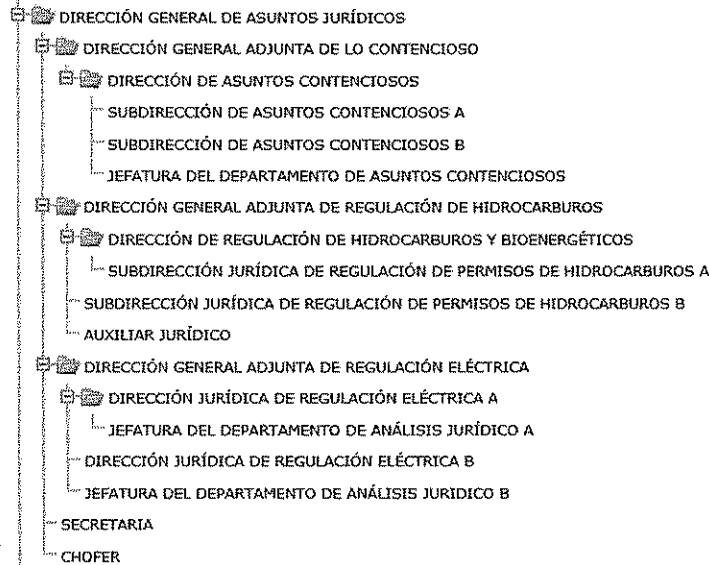 DIRECCIÓN GENERAL DE ASUNTOS JURÍDICOS
DIRECCIÓN GENERAL ADJUNTA DE LO CONTENCIOSO
DIRECCIÓN DE ASUNTOS CONTENCIOSOS
SUBDIRECCIÓN DE ASUNTOS CONTENCIOSOS A
SUBDIRECCIÓN DE ASUNTOS CONTENCIOSOS B
JEFATURA DEL DEPARTAMENTO DE ASUNTOS CONTENCIOSOS
DIRECCIÓN GENERAL ADJUNTA DE REGULACIÓN DE HIDROCARBUROS
DIRECCIÓN DE REGULACIÓN DE HIDROCARBUROS Y BIOENERGÉTICOS
SUBDIRECCIÓN JURÍDICA DE REGULACIÓN DE PERMISOS DE HIDROCARBUROS A
SUBDIRECCIÓN JURÍDICA DE REGULACIÓN DE PERMISOS DE HIDROCARBUROS B
AUXILIAR JURÍDICO
DIRECCIÓN GENERAL ADJUNTA DE REGULACIÓN ELÉCTRICA
DIRECCIÓN JURÍDICA DE REGULACIÓN ELÉCTRICA A
JEFATURA DEL DEPARTAMENTO DE ANÁLISIS JURÍDICO A
DIRECCIÓN JURÍDICA DE REGULACIÓN ELÉCTRICA B
JEFATURA DEL DEPARTAMENTO DE ANÁLISIS JURIDICO B
SECRETARIA
CHOFER